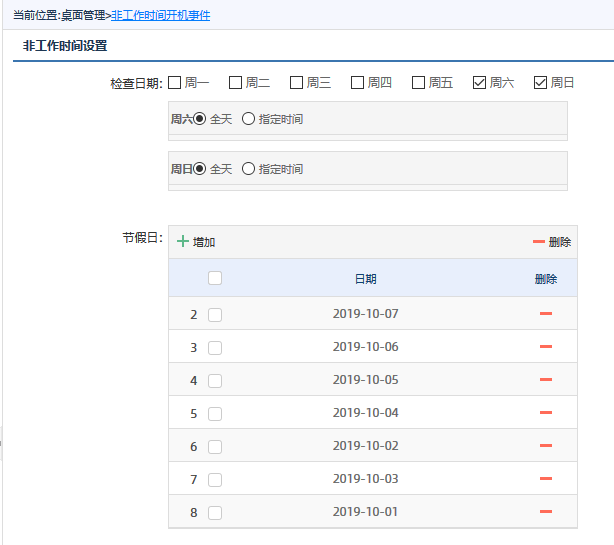 当前位置:桌面管理>非工作时间开机事件
非工作时间设置
检查日期: 周一 周二 周三 周四 周五 周六 周日
周六 全天 指定时间
周日 全天 指定时间
节假日: 增加 删除
日期 删除
2 2019-10-07
3 2019-10-06
4 2019-10-05
5 2019-10-04
6 2019-10-02
7 2019-10-03
8 2019-10-01